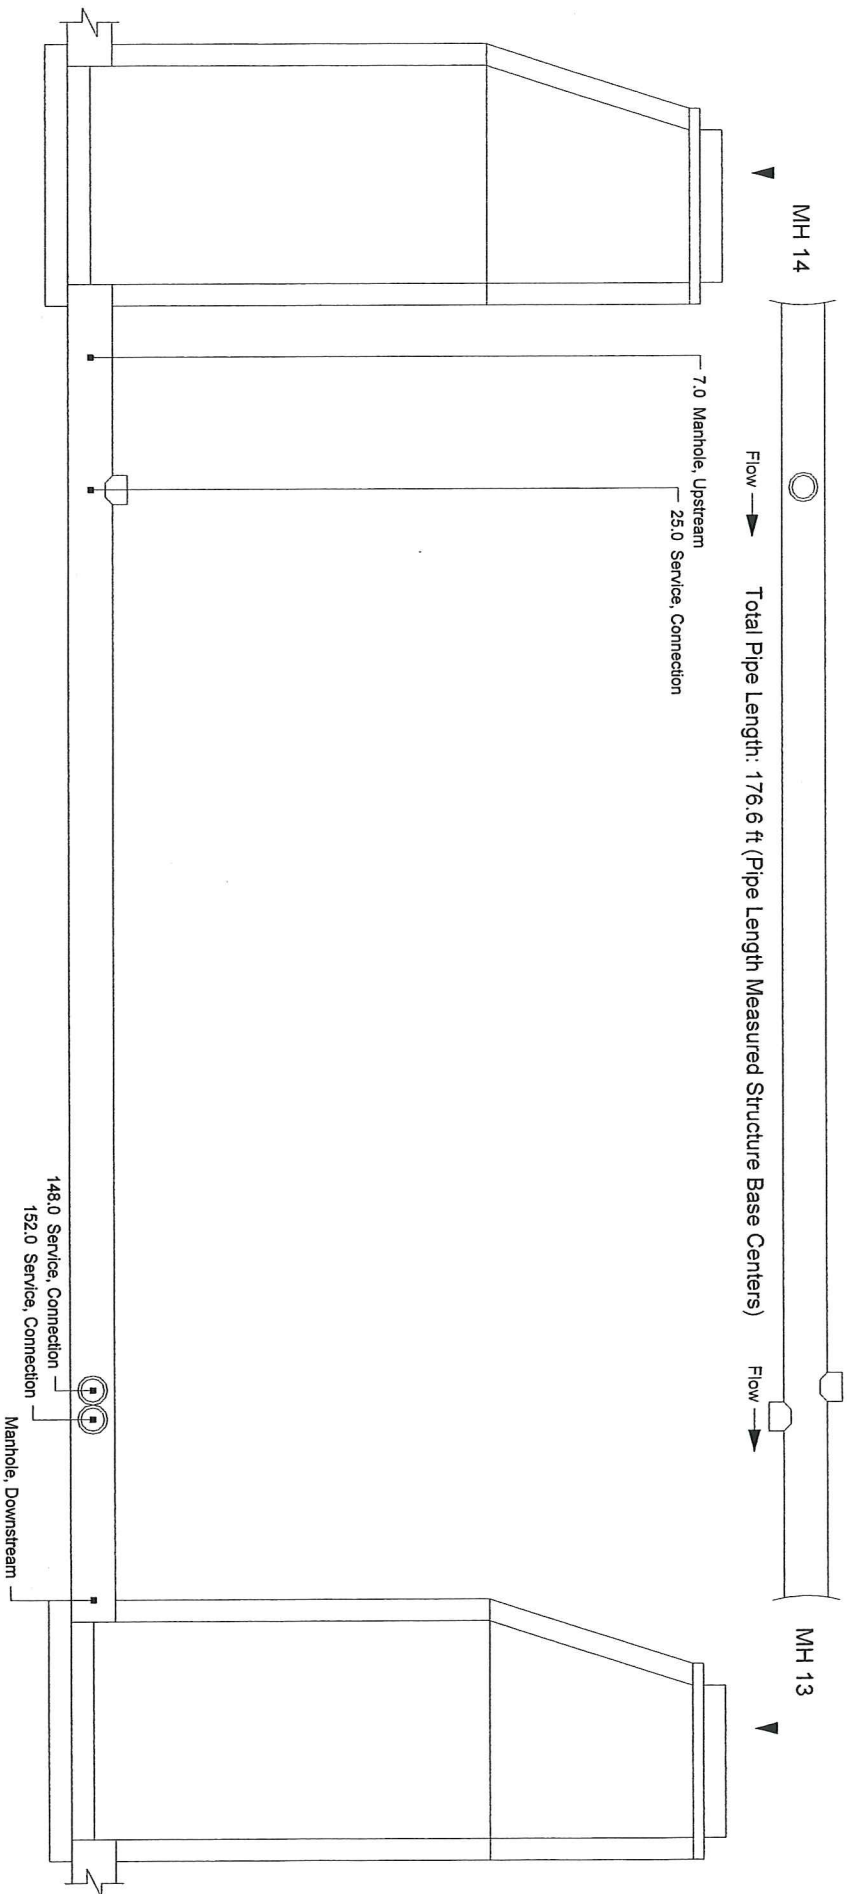 MH 14
MH 13
Flow
Total Pipe Length: 176.6 ft (Pipe Length Measured Structure Base Centers)
Flow
7.0 Manhole, Upstream
25.0 Service, Connection
148.0 Service, Connection
152.0 Service, Connection
Manhole, Downstream